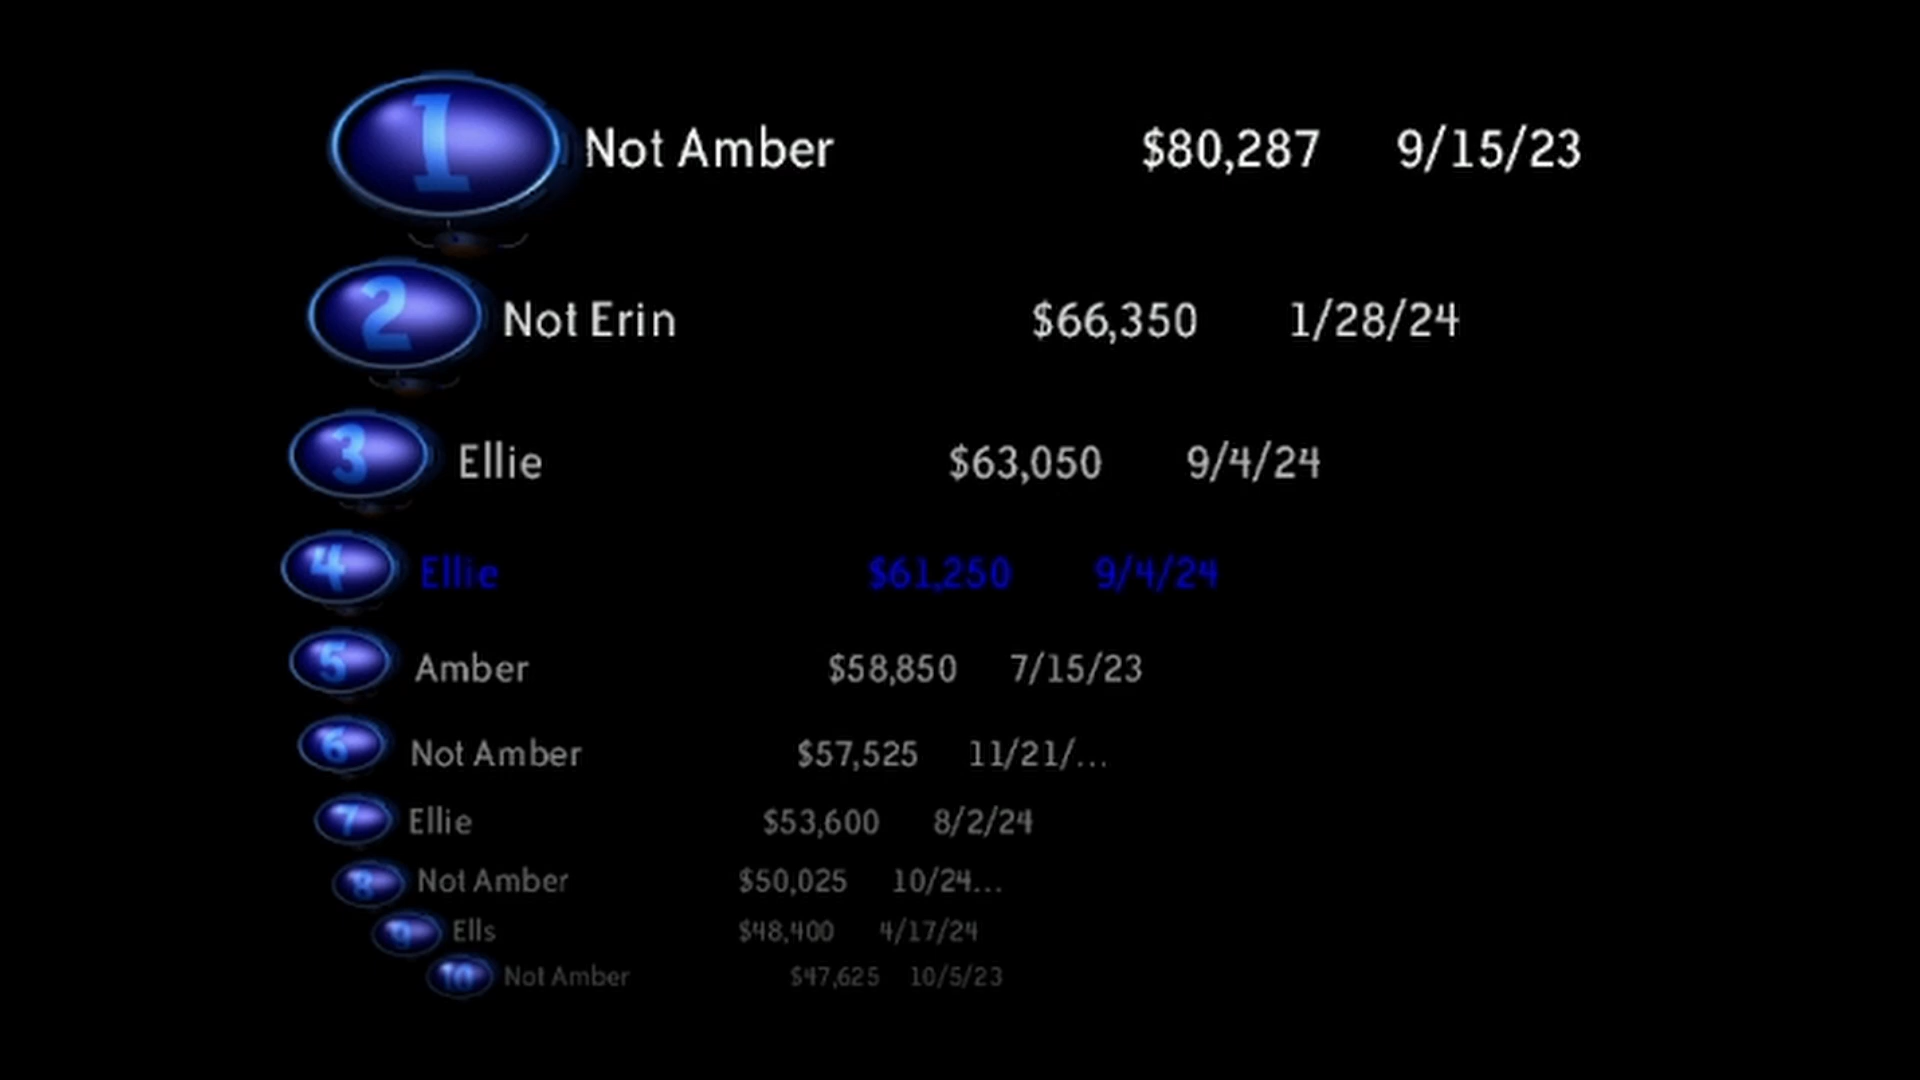 1 Not Amber $80,287 9/15/23
2 Not Erin $66,350 1/28/24
3 Ellie $63,050 9/4/24
4 Ellie $61,250 9/4/24
5 Amber $58,850 7/15/23
6 Not Amber $57,525 11/21/...
7 Ellie $53,600 8/2/24
8 Not Amber $50,025 10/24...
9 Ells $48,400 4/17/24
10 Not Amber $47,625 10/5/23